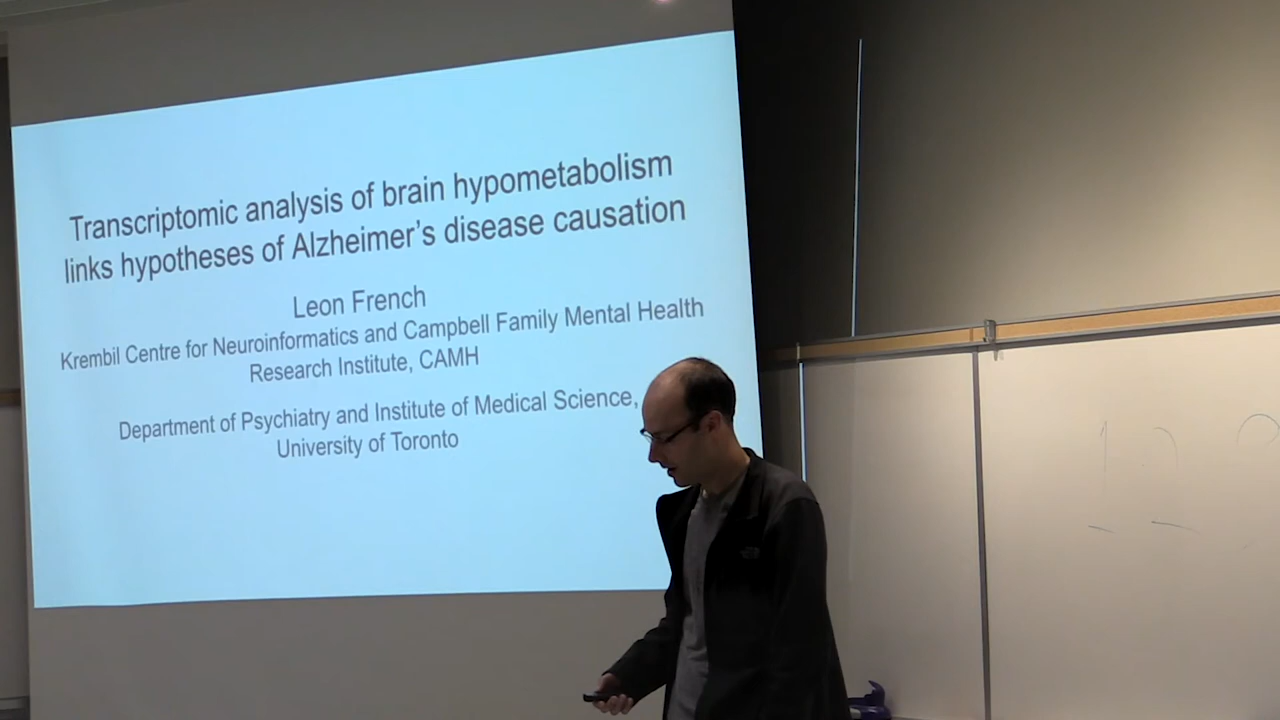 Transcriptomic analysis of brain hypometabolism
links hypotheses of Alzheimer's disease causation
Leon French
Krembil Centre for Neuroinformatics and Campbell Family Mental Health
Research Institute, CAMH
Department of Psychiatry and Institute of Medical Science,
University of Toronto